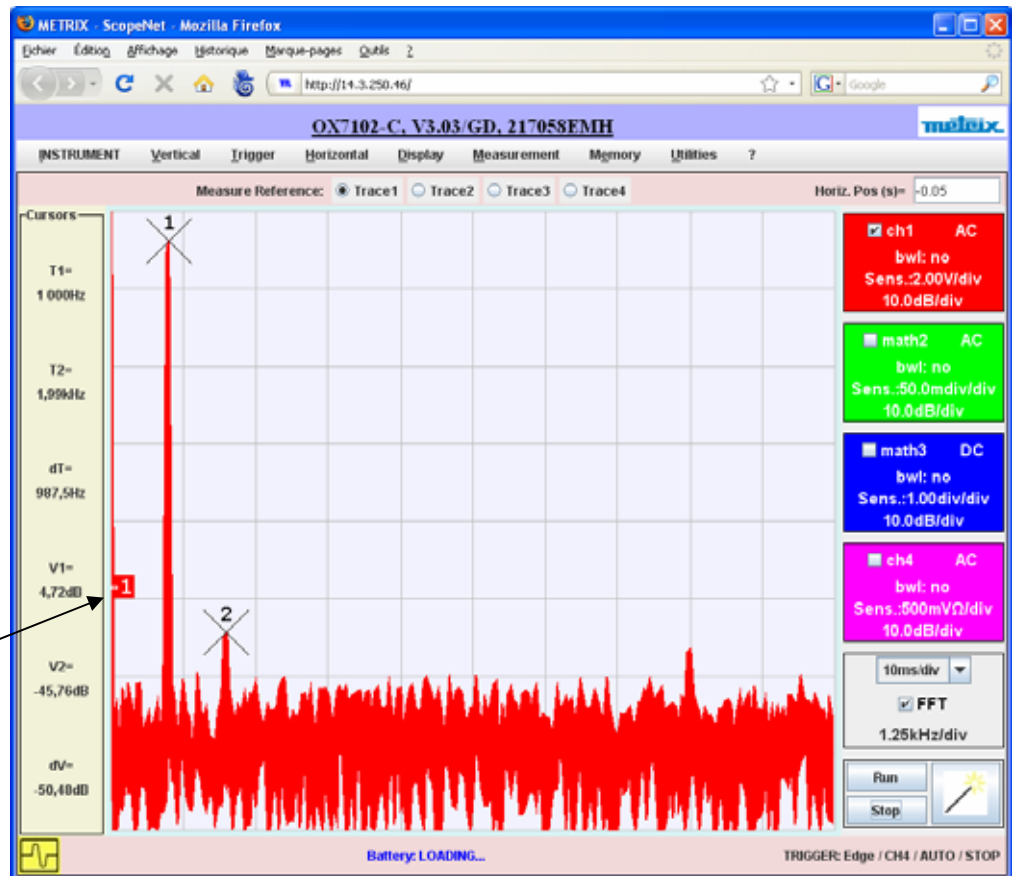 METRIX - ScopeNet - Mozilla Firefox
Fichier Édition Affichage Historique Marque-pages Outils ?
http://14.3.250.46/
Google
OX7102-C, V3.03/GD, 217058EMH
metrix
INSTRUMENT Vertical Trigger Horizontal Display Measurement Memory Utilities ?
Measure Reference: Trace1 Trace2 Trace3 Trace4
Horiz. Pos (s)= -0.05
Cursors
T1=
1 000Hz
T2=
1,99kHz
dT=
987,5Hz
V1=
4,72dB
V2=
-45,76dB
dV=
-50,48dB
1
1
2
ch1 AC
bwl: no
Sens.:2.00V/div
10.0dB/div
math2 AC
bwl: no
Sens.:50.0mdiv/div
10.0dB/div
math3 DC
bwl: no
Sens.:1.00div/div
10.0dB/div
ch4 AC
bwl: no
Sens.:500mVΩ/div
10.0dB/div
10ms/div
FFT
1.25kHz/div
Run
Stop
Battery: LOADING...
TRIGGER: Edge / CH4 / AUTO / STOP